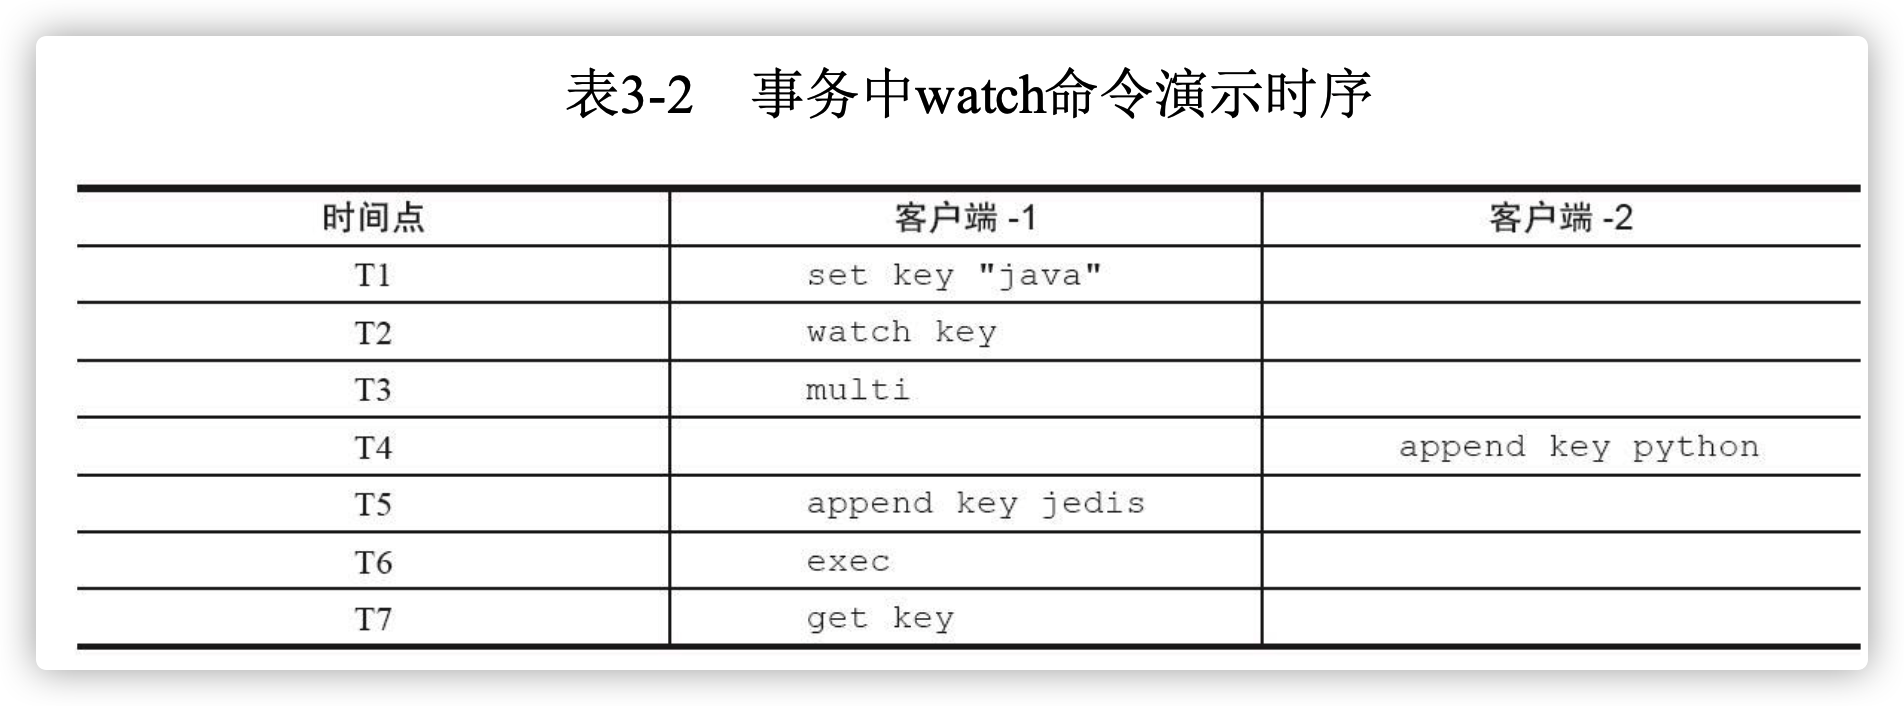 表3-2 事务中watch命令演示时序
时间点 客户端 -1 客户端 -2
T1 set key "java"
T2 watch key
T3 multi
T4 append key python
T5 append key jedis
T6 exec
T7 get key